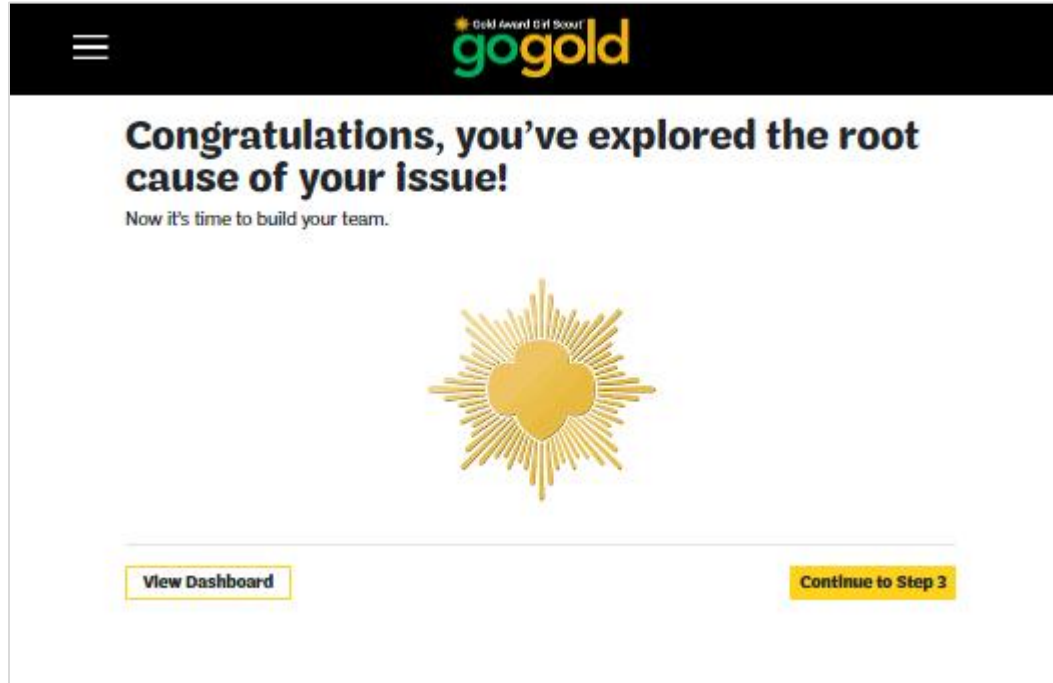 Gold Award Girl Scout
gogold
Congratulations, you've explored the root
cause of your issue!
Now it's time to build your team.
View Dashboard
Continue to Step 3